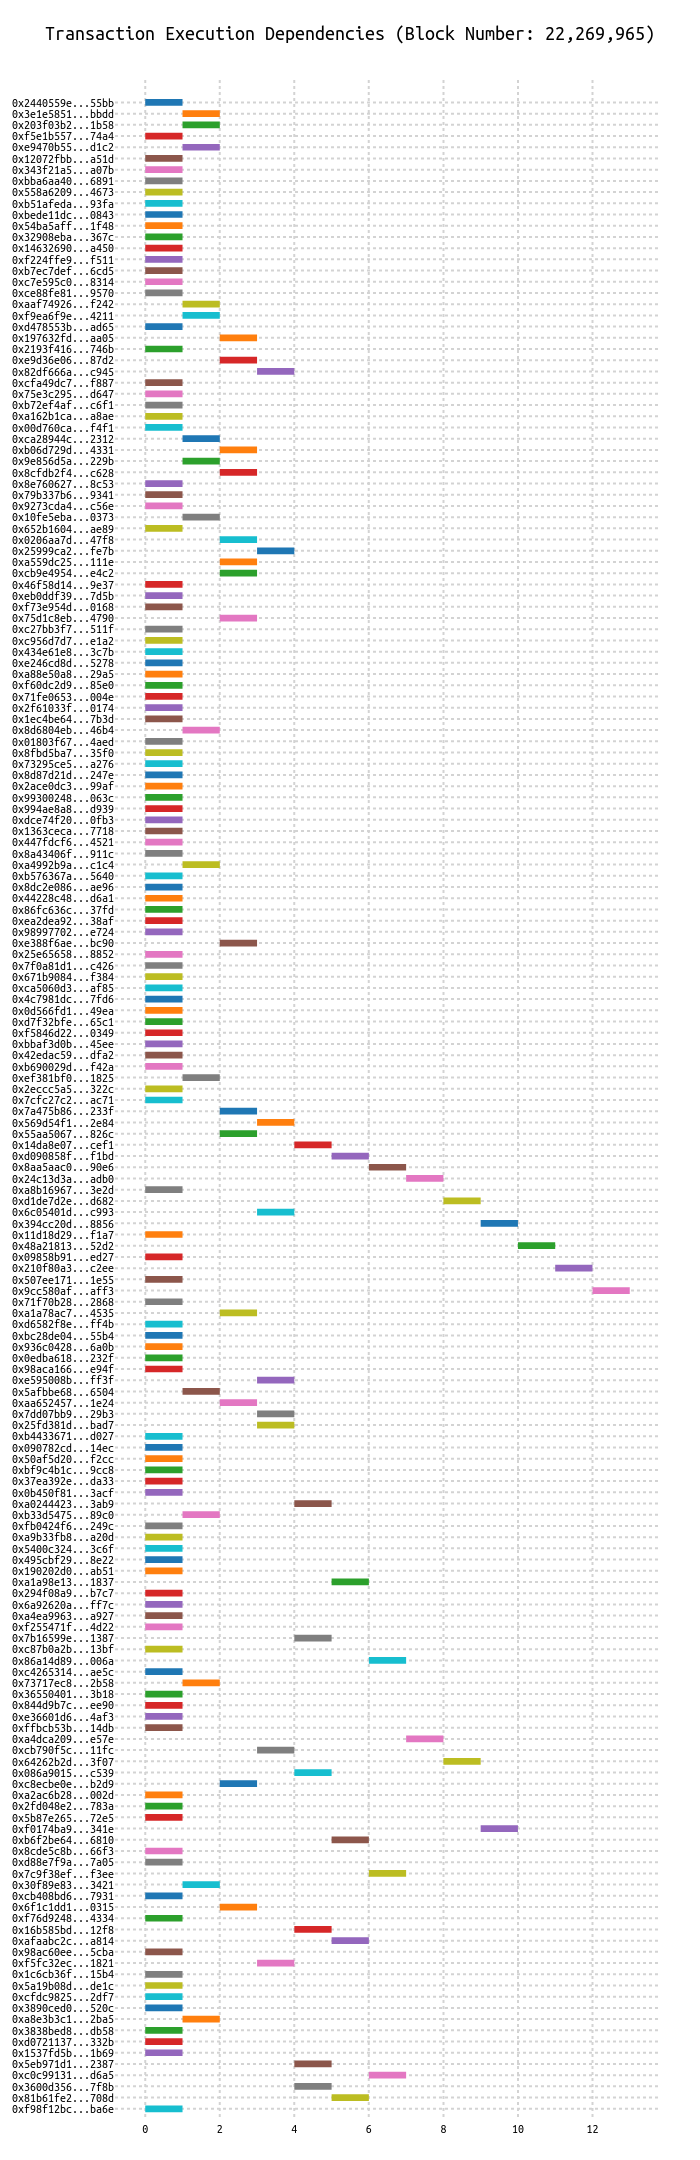 Transaction Execution Dependencies (Block Number: 22,269,965)
0x2440559e...55bb
0x3e1e5851...bbdd
0x203f03b2...1b58
0xf5e1b557...74a4
0xe9470b55...d1c2
0x12072fbb...a51d
0x343f21a5...a07b
0xbba6aa40...6891
0x558a6209...4673
0xb51afeda...93fa
0xbede11dc...0843
0x54ba5aff...1f48
0x32908eba...367c
0x14632690...a450
0xf224ffe9...f511
0xb7ec7def...6cd5
0xc7e595c0...8314
0xce88fe81...9570
0xaaf74926...f242
0xf9ea6f9e...4211
0xd478553b...ad65
0x197632fd...aa05
0x2193f416...746b
0xe9d36e06...87d2
0x82df666a...c945
0xcfa49dc7...f887
0x75e3c295...d647
0xb72ef4af...c6f1
0xa162b1ca...a8ae
0x00d760ca...f4f1
0xca28944c...2312
0xb06d729d...4331
0x9e856d5a...229b
0x8cfdb2f4...c628
0x8e760627...8c53
0x79b337b6...9341
0x9273cda4...c56e
0x10fe5eba...0373
0x652b1604...ae89
0x0206aa7d...47f8
0x25999ca2...fe7b
0xa559dc25...111e
0xcb9e4954...e4c2
0x46f58d14...9e37
0xeb0ddf39...7d5b
0xf73e954d...0168
0x75d1c8eb...4790
0xc27bb3f7...511f
0xc956d7d7...e1a2
0x434e61e8...3c7b
0xe246cd8d...5278
0xa88e50a8...29a5
0xf60dc2d9...85e0
0x71fe0653...004e
0x2f61033f...0174
0x1ec4be64...7b3d
0x8d6804eb...46b4
0x01803f67...4aed
0x8fbd5ba7...35f0
0x73295ce5...a276
0x8d87d21d...247e
0x2ace0dc3...99af
0x99300248...063c
0x994ae8a8...d939
0xdce74f20...0fb3
0x1363ceca...7718
0x447fdcf6...4521
0x8a43406f...911c
0xa4992b9a...c1c4
0xb576367a...5640
0x8dc2e086...ae96
0x44228c48...d6a1
0x86fc636c...37fd
0xea2dea92...38af
0x98997702...e724
0xe388f6ae...bc90
0x25e65658...8852
0x7f0a81d1...c426
0x671b9084...f384
0xca5060d3...af85
0x4c7981dc...7fd6
0x0d566fd1...49ea
0xd7f32bfe...65c1
0xf5846d22...0349
0xbbaf3d0b...45ee
0x42edac59...dfa2
0xb690029d...f42a
0xef381bf0...1825
0x2eccc5a5...322c
0x7cfc27c2...ac71
0x7a475b86...233f
0x569d54f1...2e84
0x55aa5067...826c
0x14da8e07...cef1
0xd090858f...f1bd
0x8aa5aac0...90e6
0x24c13d3a...adb0
0xa8b16967...3e2d
0xd1de7d2e...d682
0x6c05401d...c993
0x394cc20d...8856
0x11d18d29...f1a7
0x48a21813...52d2
0x09858b91...ed27
0x210f80a3...c2ee
0x507ee171...1e55
0x9cc580af...aff3
0x71f70b28...2868
0xa1a78ac7...4535
0xd6582f8e...ff4b
0xbc28de04...55b4
0x936c0428...6a0b
0x0edba618...232f
0x98aca166...e94f
0xe595008b...ff3f
0x5afbbe68...6504
0xaa652457...1e24
0x7dd07bb9...29b3
0x25fd381d...bad7
0xb4433671...d027
0x090782cd...14ec
0x50af5d20...f2cc
0xbf9c4b1c...9cc8
0x37ea392e...da33
0x0b450f81...3acf
0xa0244423...3ab9
0xb33d5475...89c0
0xfb0424f6...249c
0xa9b33fb8...a20d
0x5400c324...3c6f
0x495cbf29...8e22
0x190202d0...ab51
0xa1a98e13...1837
0x294f08a9...b7c7
0x6a92620a...ff7c
0xa4ea9963...a927
0xf255471f...4d22
0x7b16599e...1387
0xc87b0a2b...13bf
0x86a14d89...006a
0xc4265314...ae5c
0x73717ec8...2b58
0x36550401...3b18
0x844d9b7c...ee90
0xe36601d6...4af3
0xffbcb53b...14db
0xa4dca209...e57e
0xcb790f5c...11fc
0x64262b2d...3f07
0x086a9015...c539
0xc8ecbe0e...b2d9
0xa2ac6b28...002d
0x2fd048e2...783a
0x5b87e265...72e5
0xf0174ba9...341e
0xb6f2be64...6810
0x8cde5c8b...66f3
0xd88e7f9a...7a05
0x7c9f38ef...f3ee
0x30f89e83...3421
0xcb408bd6...7931
0x6f1c1dd1...0315
0xf76d9248...4334
0x16b585bd...12f8
0xafaabc2c...a814
0x98ac60ee...5cba
0xf5fc32ec...1821
0x1c6cb36f...15b4
0x5a19b08d...de1c
0xcfdc9825...2df7
0x3890ced0...520c
0xa8e3b3c1...2ba5
0x3838bed8...db58
0xd0721137...332b
0x1537fd5b...1b69
0x5eb971d1...2387
0xc0c99131...d6a5
0x3600d356...7f8b
0x81b61fe2...708d
0xf98f12bc...ba6e
0 2 4 6 8 10 12